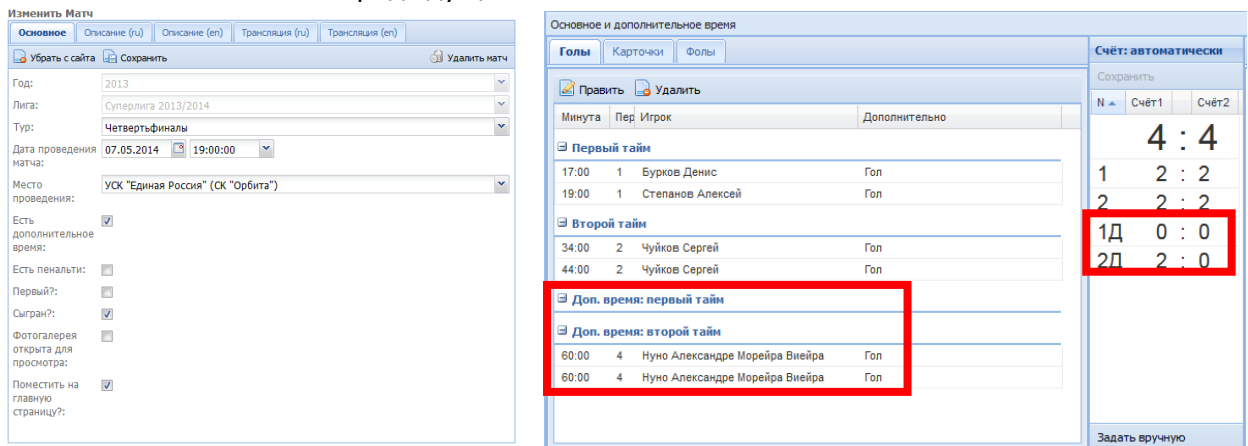 Изменить Матч
Основное Описание (ru) Описание (en) Трансляция (ru) Трансляция (en)
Убрать с сайта Сохранить Удалить матч
Год: 2013
Лига: Суперлига 2013/2014
Тур: Четвертьфиналы
Дата проведения матча: 07.05.2014 19:00:00
Место проведения: УСК "Единая Россия" (СК "Орбита")
Есть дополнительное время:
Есть пенальти:
Первый?:
Сыгран?:
Фотогалерея открыта для просмотра:
Поместить на главную страницу?:
Основное и дополнительное время
Голы Карточки Фолы
Править Удалить
Минута Пер Игрок Дополнительно
Первый тайм
17:00 1 Бурков Денис Гол
19:00 1 Степанов Алексей Гол
Второй тайм
34:00 2 Чуйков Сергей Гол
44:00 2 Чуйков Сергей Гол
Доп. время: первый тайм
Доп. время: второй тайм
60:00 4 Нуно Александре Морейра Виейра Гол
60:00 4 Нуно Александре Морейра Виейра Гол
Счёт: автоматически
Сохранить
N Счёт1 Счёт2
4 : 4
1 2 : 2
2 2 : 2
1Д 0 : 0
2Д 2 : 0
Задать вручную